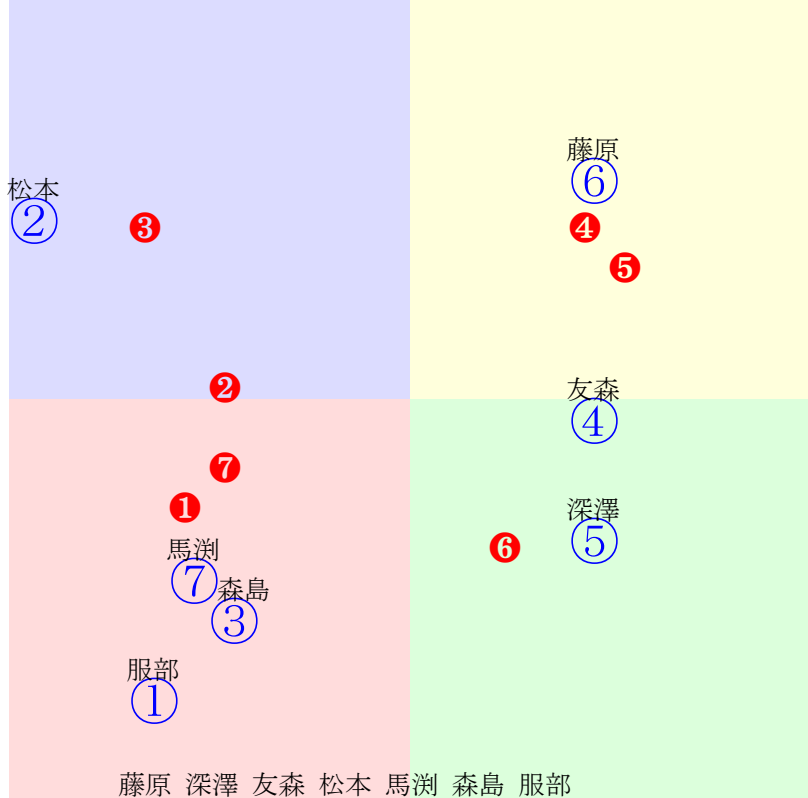 藤原
⑥
松本
②
❸
❹
❺
❷
友森
④
❼
❶
深澤
⑤
❻
馬渕
⑦
森島
③
服部
①
藤原 深澤 友森 松本 馬渕 森島 服部